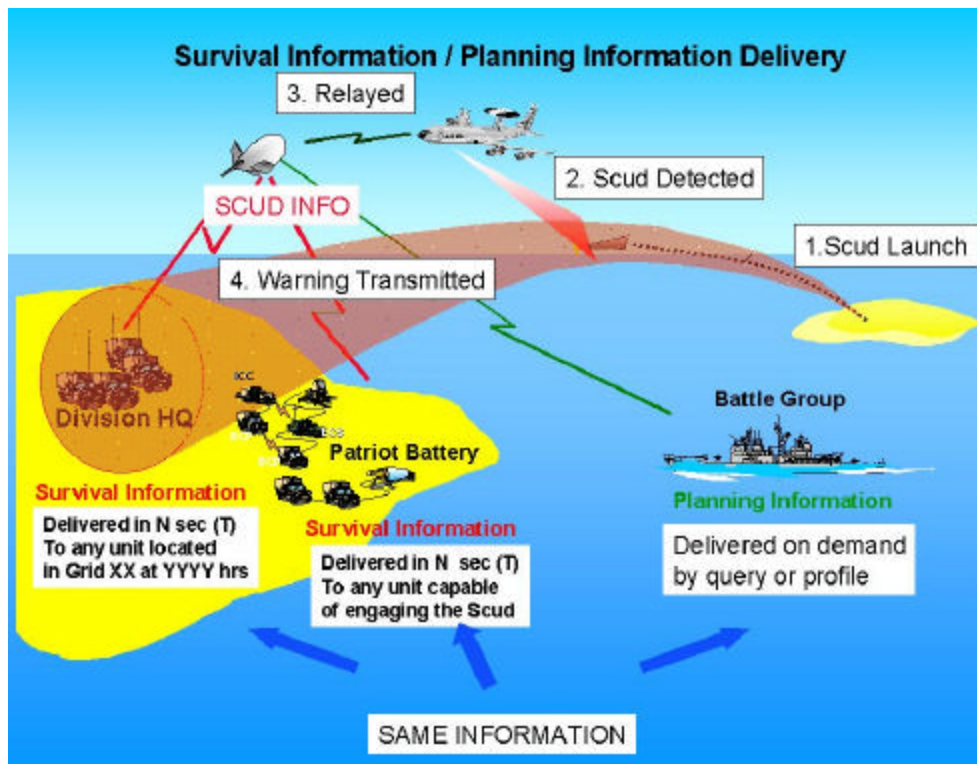 Survival Information / Planning Information Delivery
3. Relayed
2. Scud Detected
SCUD INFO
1.Scud Launch
4. Warning Transmitted
ICC
Division HQ
Patriot Battery
Battle Group
Survival Information
Delivered in N sec (T)
To any unit located
in Grid XX at YYYY hrs
Survival Information
Delivered in N sec (T)
To any unit capable
of engaging the Scud
Planning Information
Delivered on demand
by query or profile
SAME INFORMATION